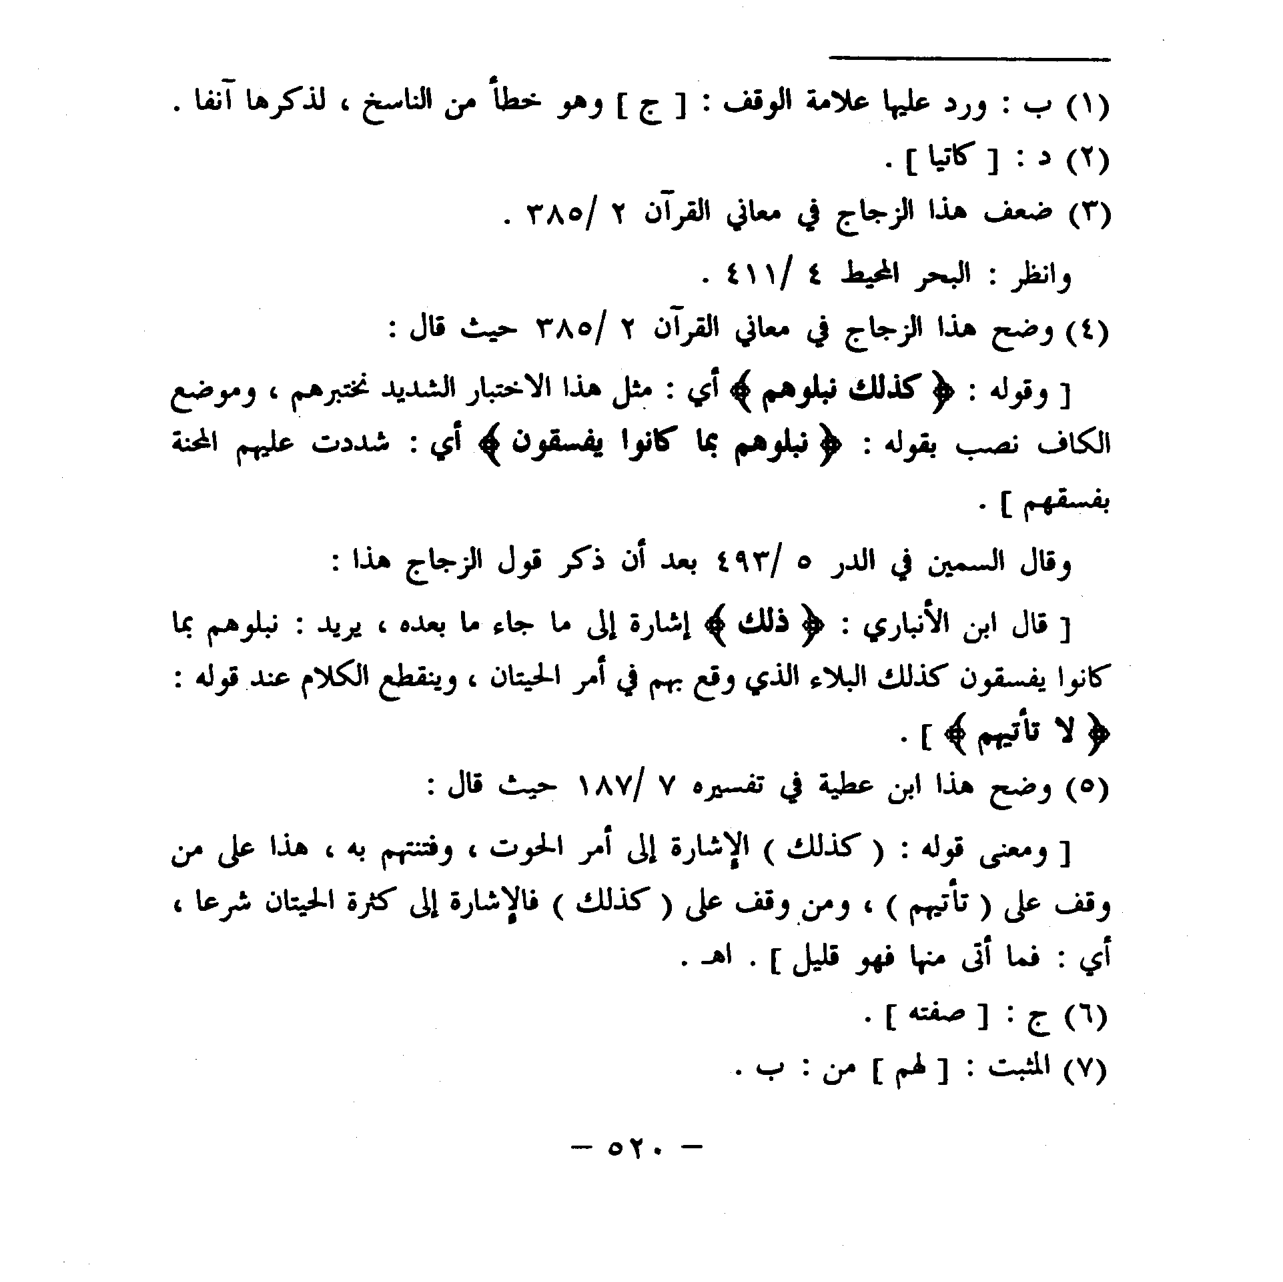 (١) ب : ورد عليها علامة الوقف : [ ج ] وهو خطأ من الناسخ ، لذكرها آنفا .
(٢) د : [ كاتيا ] .
(٣) ضعف هذا الزجاج في معاني القرآن ٢ /٣٨٥ .
وانظر : البحر المحيط ٤ /٤١١ .
(٤) وضح هذا الزجاج في معاني القرآن ٢ /٣٨٥ حيث قال :
[ وقوله : ﴿ كذلك نبلوهم ﴾ أي : مثل هذا الاختبار الشديد نختبرهم ، وموضع
الكاف نصب بقوله : ﴿ نبلوهم بما كانوا يفسقون ﴾ أي : شددت عليهم المحنة
بفسقهم ] .
وقال السمين في الدر ٥ /٤٩٣ بعد أن ذكر قول الزجاج هذا :
[ قال ابن الأنباري : ﴿ ذلك ﴾ إشارة إلى ما جاء ما بعده ، يريد : نبلوهم بما
كانوا يفسقون كذلك البلاء الذي وقع بهم في أمر الحيتان ، وينقطع الكلام عند قوله :
﴿ لا تأتيهم ﴾ ] .
(٥) وضح هذا ابن عطية في تفسيره ٧ /١٨٧ حيث قال :
[ ومعنى قوله : ( كذلك ) الإشارة إلى أمر الحوت ، وفتنتهم به ، هذا على من
وقف على ( تأتيهم ) ، ومن وقف على ( كذلك ) فالإشارة إلى كثرة الحيتان شرعا ،
أي : فما أتى منها فهو قليل ] . اهـ .
(٦) ج : [ صفته ] .
(٧) المثبت : [ لهم ] من : ب .
– ٥٢٠ –